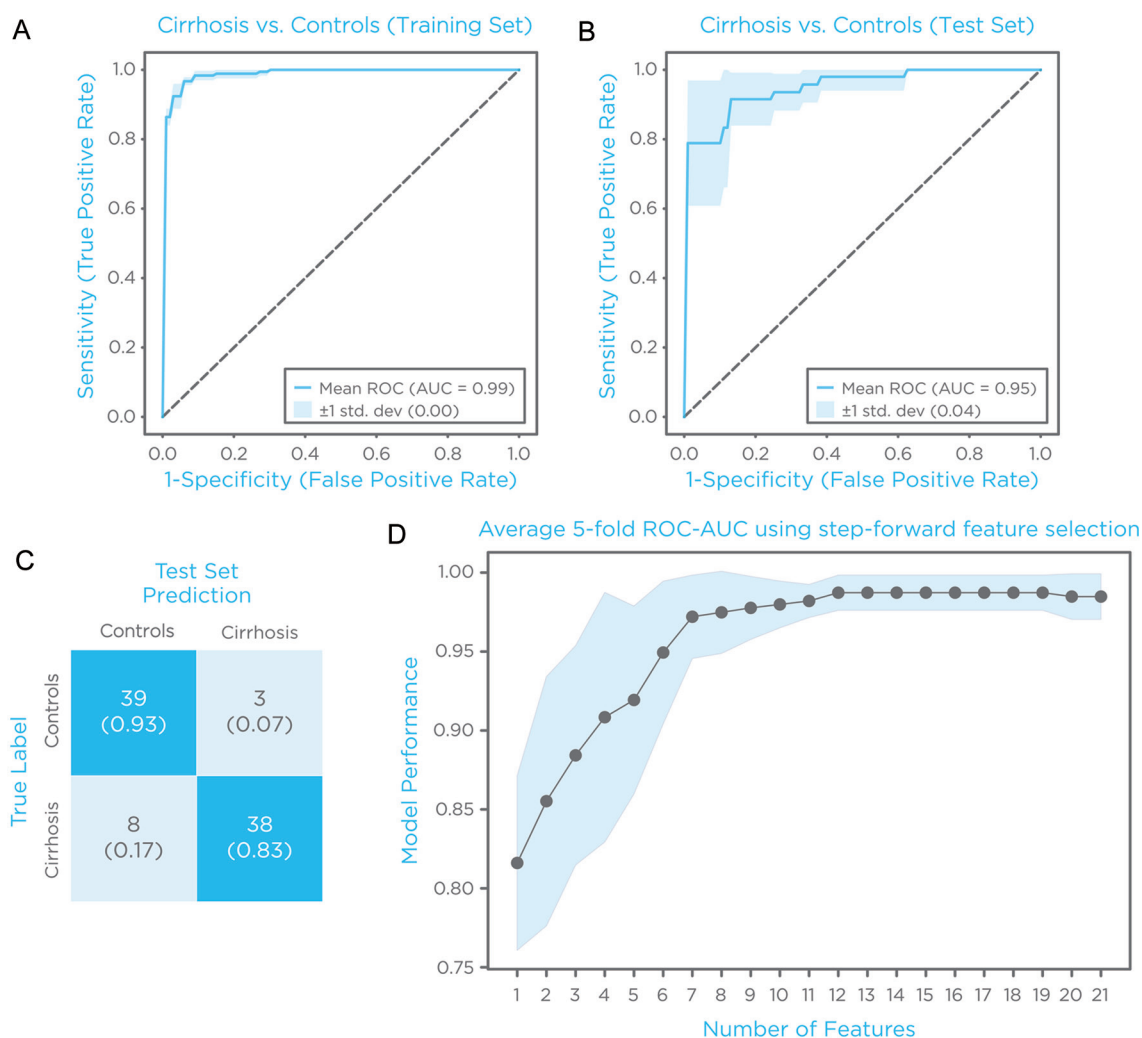 A
Cirrhosis vs. Controls (Training Set)
Sensitivity (True Positive Rate)
1.0
0.8
0.6
0.4
0.2
0.0
Mean ROC (AUC = 0.99)
±1 std. dev (0.00)
0.0 0.2 0.4 0.6 0.8 1.0
1-Specificity (False Positive Rate)
B
Cirrhosis vs. Controls (Test Set)
Sensitivity (True Positive Rate)
1.0
0.8
0.6
0.4
0.2
0.0
Mean ROC (AUC = 0.95)
±1 std. dev (0.04)
0.0 0.2 0.4 0.6 0.8 1.0
1-Specificity (False Positive Rate)
C
Test Set
Prediction
Controls Cirrhosis
True Label
Controls
39 3
(0.93) (0.07)
Cirrhosis
8 38
(0.17) (0.83)
D
Average 5-fold ROC-AUC using step-forward feature selection
Model Performance
1.00
0.95
0.90
0.85
0.80
0.75
1 2 3 4 5 6 7 8 9 10 11 12 13 14 15 16 17 18 19 20 21
Number of Features